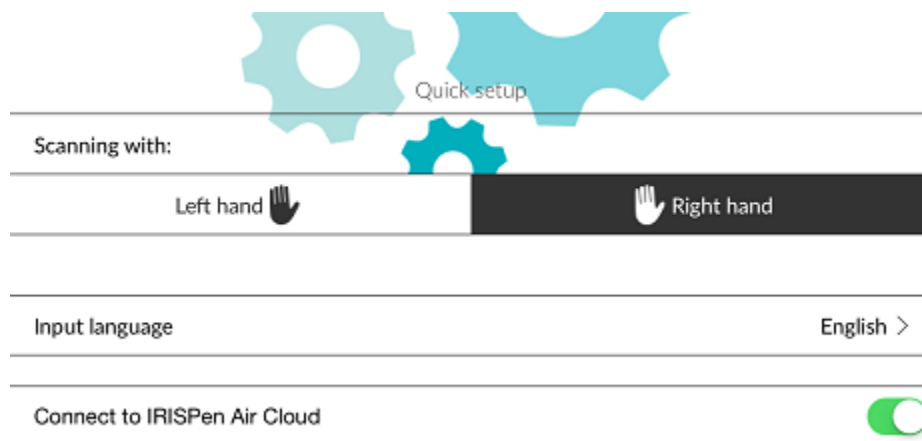 Quick setup
Scanning with:
Left hand Right hand
Input language English
Connect to IRISPen Air Cloud